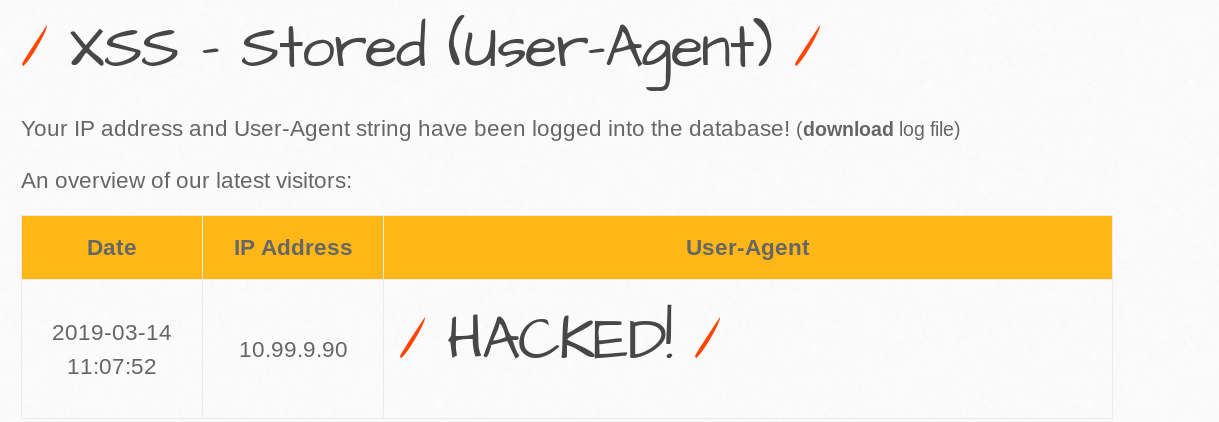 / XSS - Stored (User-Agent) /
Your IP address and User-Agent string have been logged into the database! (download log file)
An overview of our latest visitors:
Date IP Address User-Agent
2019-03-14
11:07:52
10.99.9.90
/ HACKED! /